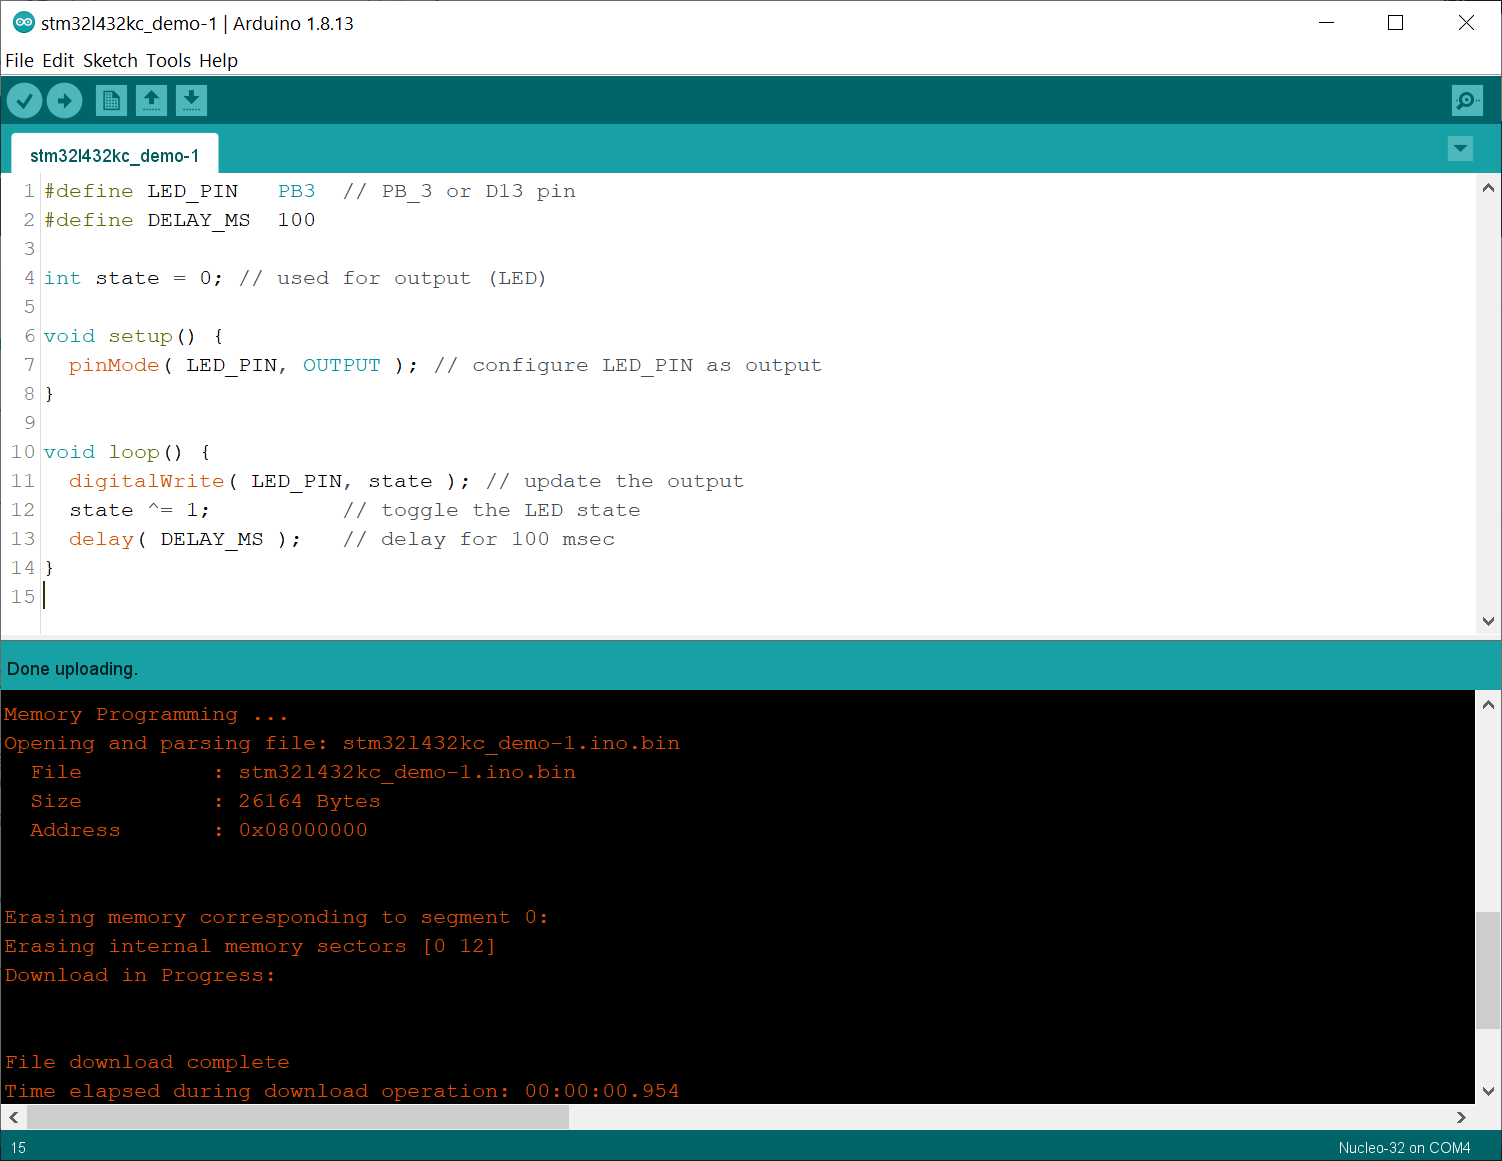 stm32l432kc_demo-1 | Arduino 1.8.13
File Edit Sketch Tools Help
stm32l432kc_demo-1
1 #define LED_PIN   PB3  // PB_3 or D13 pin
2 #define DELAY_MS  100
3
4 int state = 0; // used for output (LED)
5
6 void setup() {
7   pinMode( LED_PIN, OUTPUT ); // configure LED_PIN as output
8 }
9
10 void loop() {
11   digitalWrite( LED_PIN, state ); // update the output
12   state ^= 1;          // toggle the LED state
13   delay( DELAY_MS );   // delay for 100 msec
14 }
15
Done uploading.
Memory Programming ...
Opening and parsing file: stm32l432kc_demo-1.ino.bin
  File          : stm32l432kc_demo-1.ino.bin
  Size          : 26164 Bytes
  Address       : 0x08000000
Erasing memory corresponding to segment 0:
Erasing internal memory sectors [0 12]
Download in Progress:
File download complete
Time elapsed during download operation: 00:00:00.954
15 Nucleo-32 on COM4